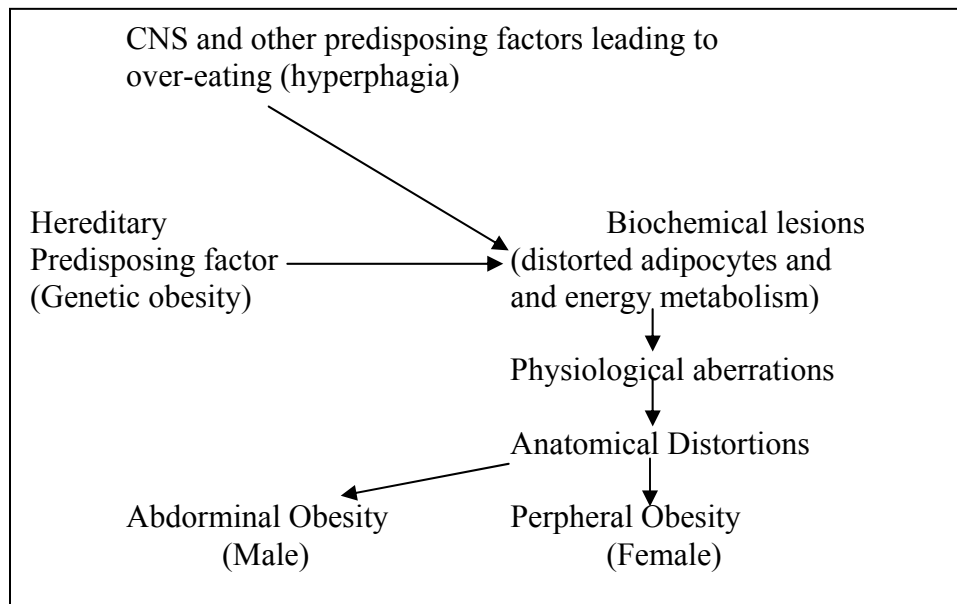 CNS and other predisposing factors leading to
over-eating (hyperphagia)
Hereditary
Predisposing factor
(Genetic obesity)
Biochemical lesions
(distorted adipocytes and
and energy metabolism)
Physiological aberrations
Anatomical Distortions
Abdorminal Obesity
(Male)
Perpheral Obesity
(Female)